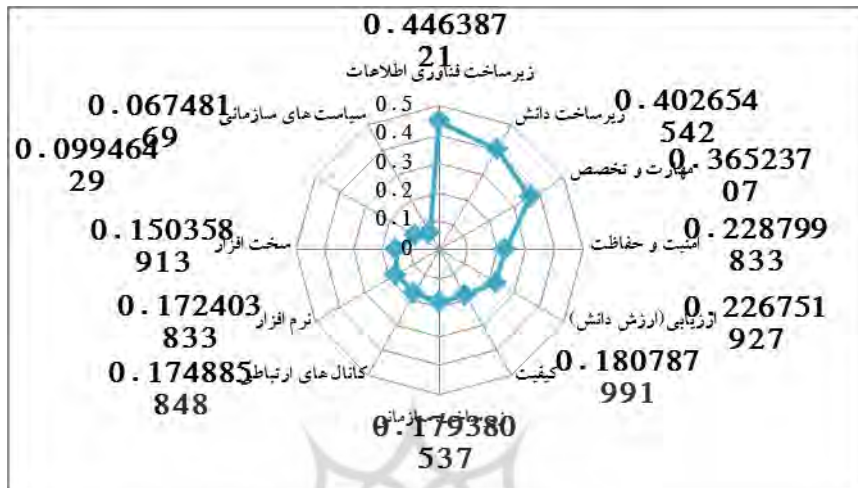 0.446387
21
زیرساخت فناوری اطلاعات
0.402654
542
زیرساخت دانش
0.365237
07
مهارت و تخصص
0.228799
833
امنیت و حفاظت
0.226751
927
ارزیابی(ارزش دانش)
0.180787
991
کیفیت
زیرساخت سازمانی
0.179380
537
کانال های ارتباطی
0.174885
848
نرم افزار
0.172403
833
سخت افزار
0.150358
913
0.099464
29
سیاست های سازمانی
0.067481
69
0.5
0.4
0.3
0.2
0.1
0